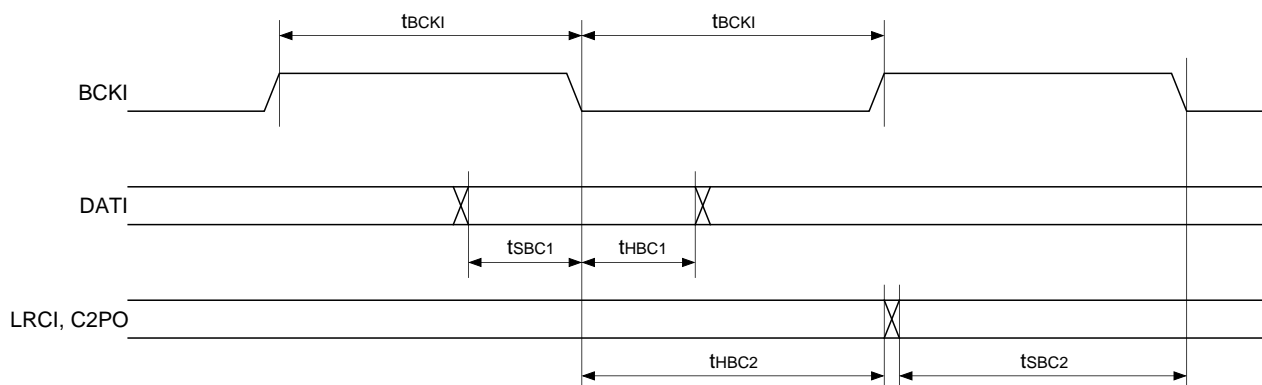 tBCKI tBCKI
BCKI
DATI
tSBC1 tHBC1
LRCI, C2PO
tHBC2 tSBC2